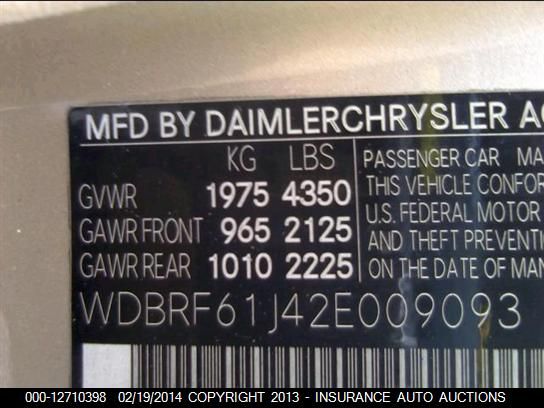 MFD BY DAIMLERCHRYSLER AG
KG LBS
GVWR 1975 4350
GAWR FRONT 965 2125
GAWR REAR 1010 2225
PASSENGER CAR
THIS VEHICLE CONFOR
U.S. FEDERAL MOTOR
AND THEFT PREVENTI
ON THE DATE OF MAN
WDBRF61J42E009093
000-12710398 02/19/2014 COPYRIGHT 2013 - INSURANCE AUTO AUCTIONS